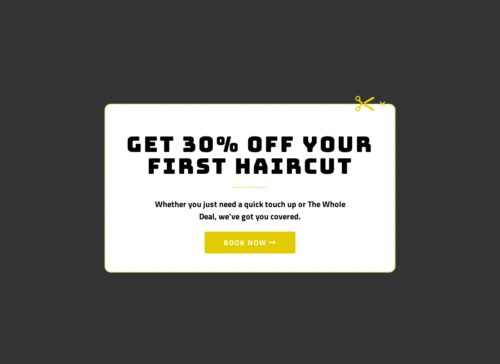 GET 30% OFF YOUR
FIRST HAIRCUT
Whether you just need a quick touch up or The Whole
Deal, we’ve got you covered.
BOOK NOW →